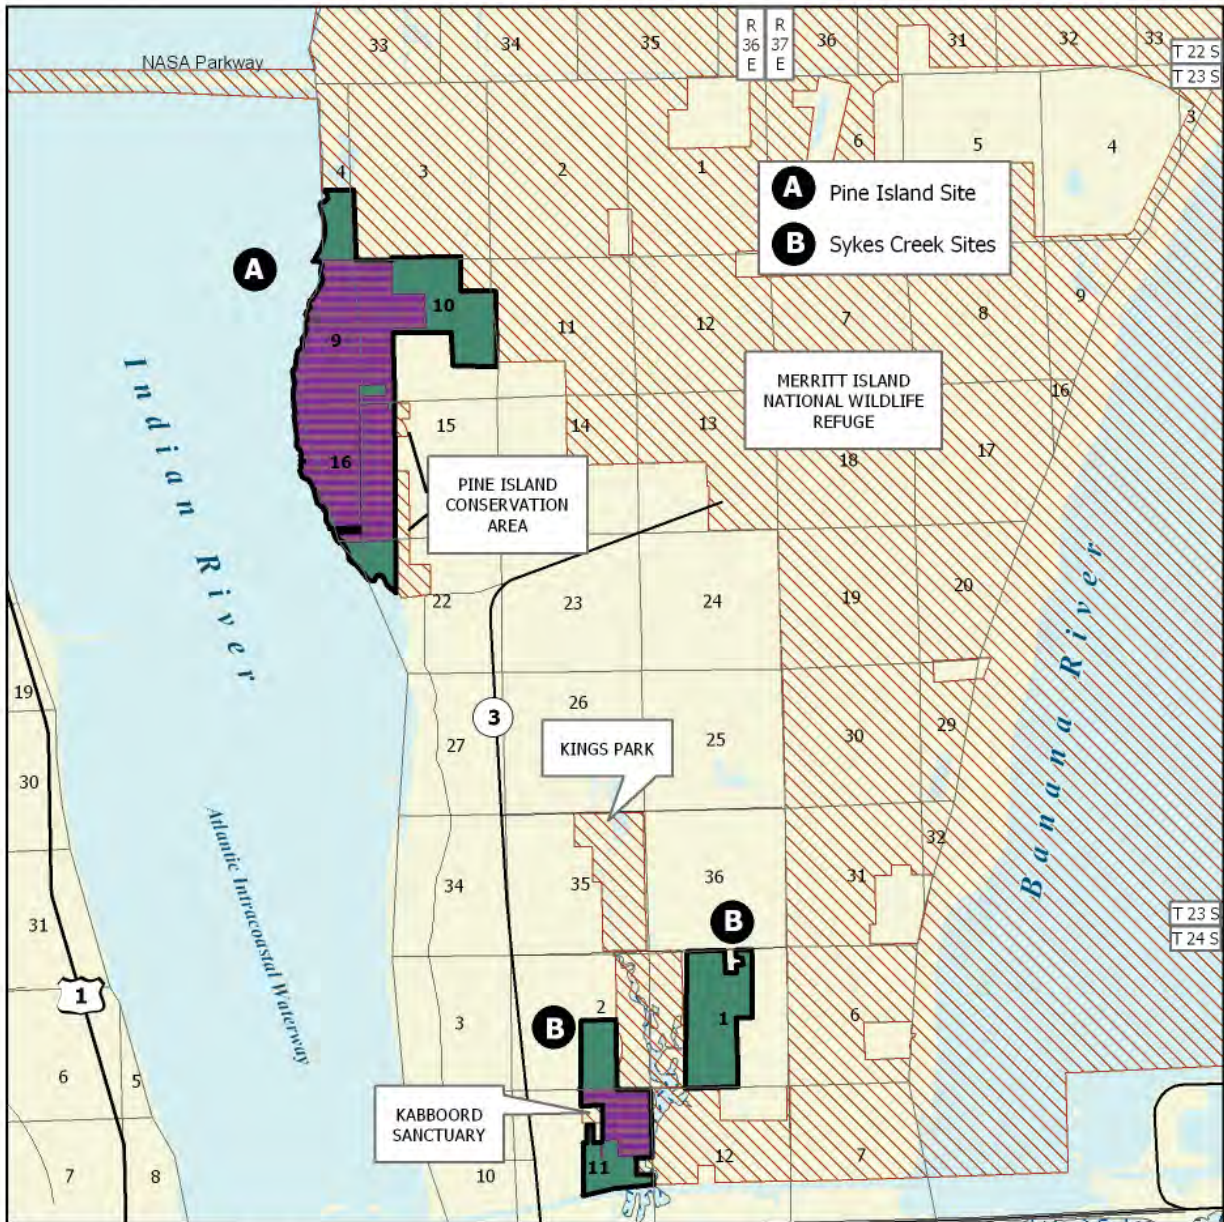 33
34
35
R
36
E
R
37
E
36
31
32
33
T 22 S
T 23 S
NASA Parkway
4
3
2
1
6
5
4
3
A Pine Island Site
B Sykes Creek Sites
A
10
9
11
12
7
8
9
Indian River
MERRITT ISLAND
NATIONAL WILDLIFE
REFUGE
16
15
14
13
18
17
16
PINE ISLAND
CONSERVATION
AREA
22
23
24
19
20
Banana River
19
3
26
27
25
30
29
KINGS PARK
30
Atlantic Intracoastal Waterway
34
35
36
31
32
31
B
T 23 S
T 24 S
1
3
B
2
1
6
6
5
KABBOORD
SANCTUARY
7
8
10
11
12
7